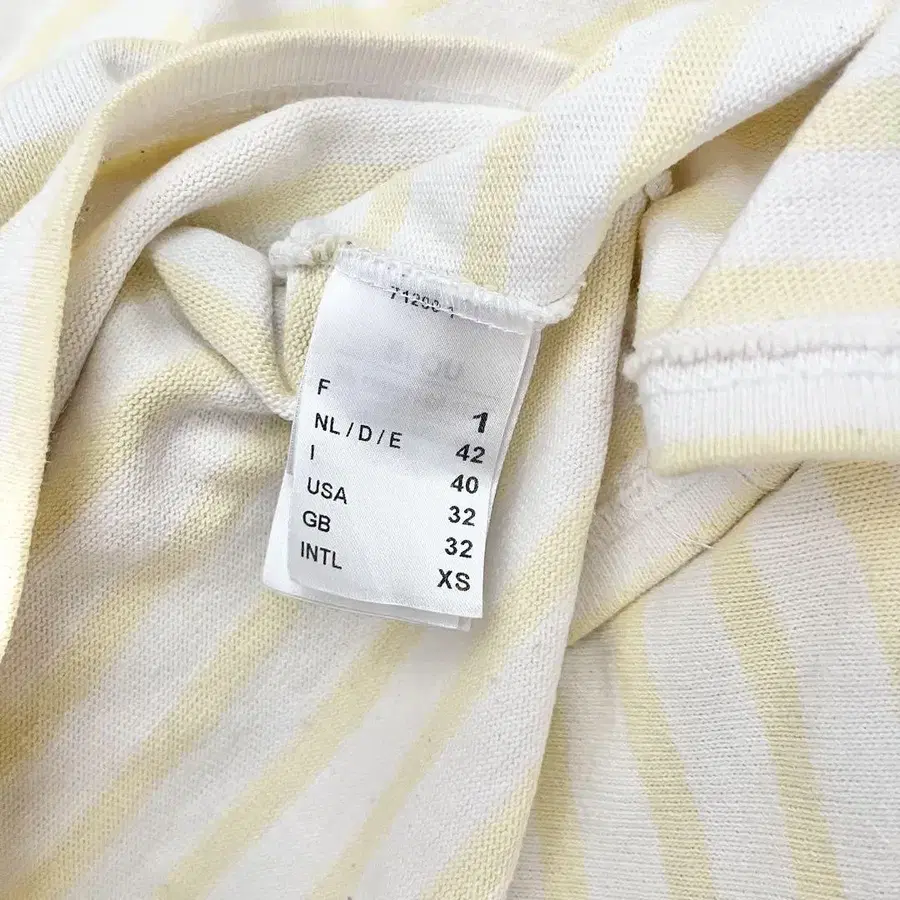 F 1
NL / D / E 42
I 40
USA 32
GB 32
INTL XS